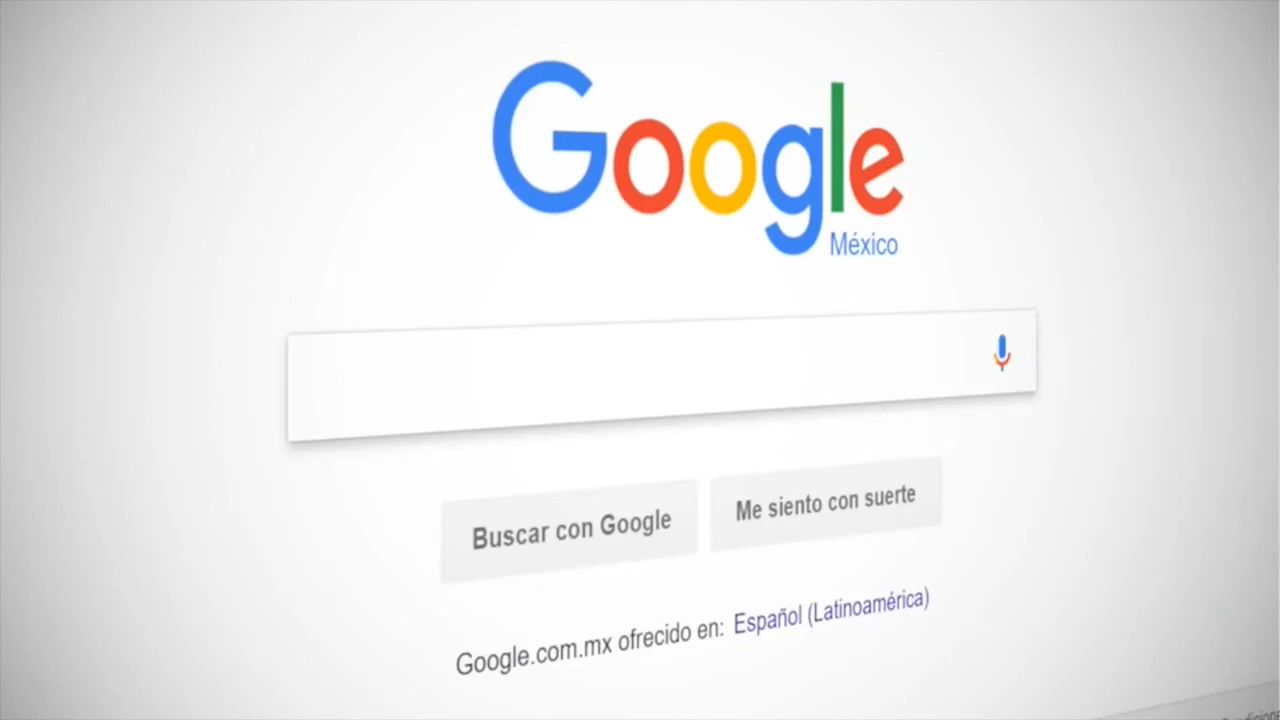 Google
México
Buscar con Google
Me siento con suerte
Google.com.mx ofrecido en: Español (Latinoamérica)